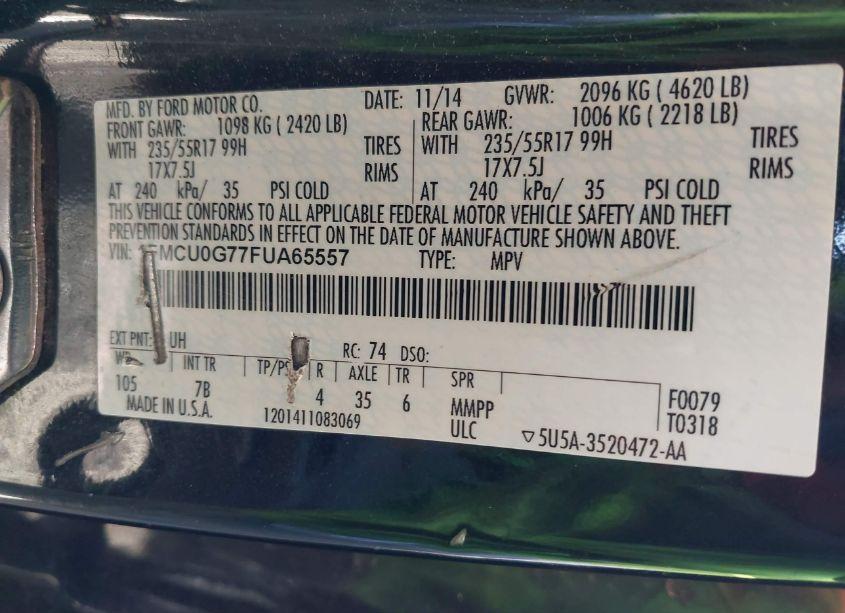 MFD. BY FORD MOTOR CO.
DATE: 11/14 GVWR: 2096 KG ( 4620 LB)
FRONT GAWR: 1098 KG ( 2420 LB)
REAR GAWR: 1006 KG ( 2218 LB)
WITH 235/55R17 99H TIRES
WITH 235/55R17 99H TIRES
17X7.5J RIMS
17X7.5J RIMS
AT 240 kPa/ 35 PSI COLD
AT 240 kPa/ 35 PSI COLD
THIS VEHICLE CONFORMS TO ALL APPLICABLE FEDERAL MOTOR VEHICLE SAFETY AND THEFT
PREVENTION STANDARDS IN EFFECT ON THE DATE OF MANUFACTURE SHOWN ABOVE.
VIN: MCU0G77FUA65557 TYPE: MPV
EXT PNT: UH RC: 74 DSO:
WB INT TR TP/PS R AXLE TR SPR
105 7B 4 35 6 MMPP F0079
MADE IN U.S.A. 1201411083069 ULC ▽5U5A-3520472-AA T0318